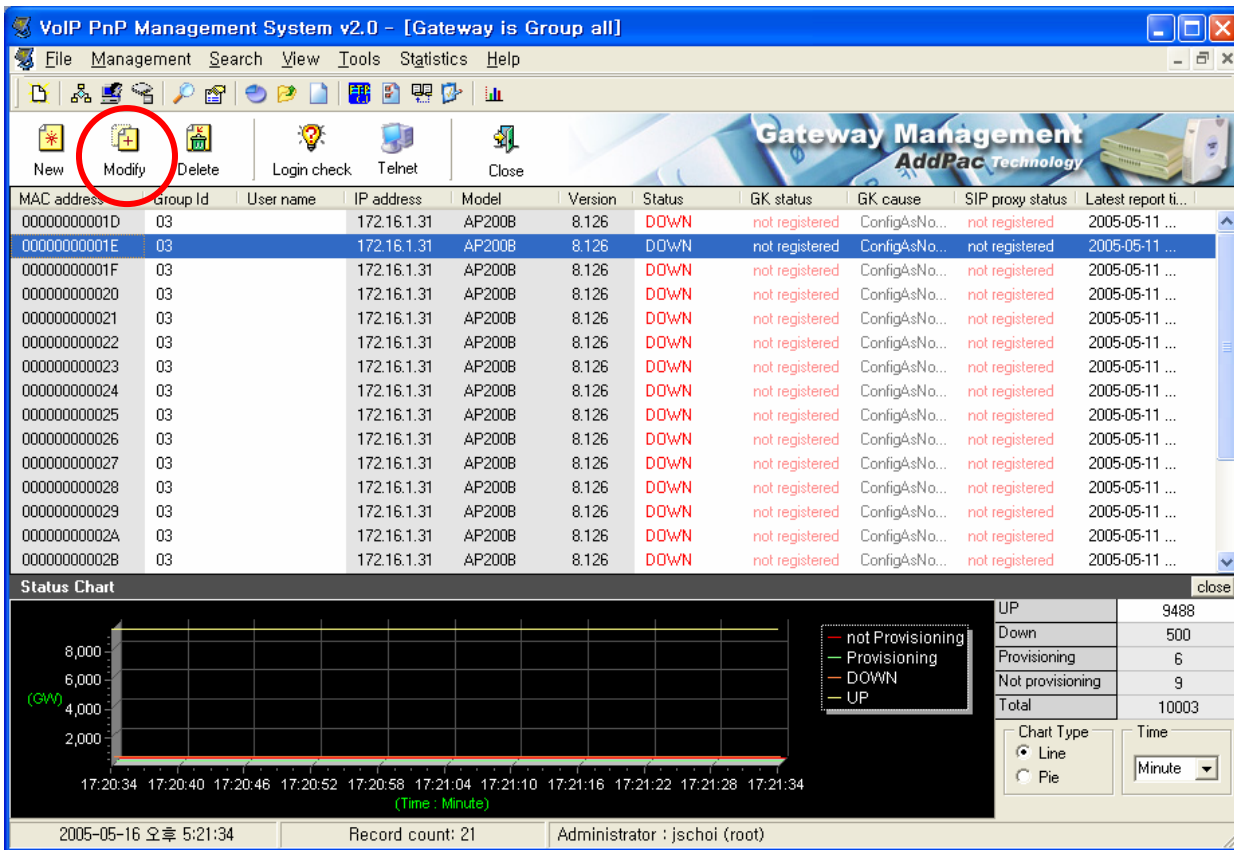 VoIP PnP Management System v2.0 - [Gateway is Group all]
File Management Search View Tools Statistics Help
New Modify Delete Login check Telnet Close
Gateway Management
AddPac Technology
MAC address Group Id User name IP address Model Version Status GK status GK cause SIP proxy status Latest report ti...
00000000001D 03 172.16.1.31 AP200B 8.126 DOWN not registered ConfigAsNo... not registered 2005-05-11 ...
00000000001E 03 172.16.1.31 AP200B 8.126 DOWN not registered ConfigAsNo... not registered 2005-05-11 ...
00000000001F 03 172.16.1.31 AP200B 8.126 DOWN not registered ConfigAsNo... not registered 2005-05-11 ...
000000000020 03 172.16.1.31 AP200B 8.126 DOWN not registered ConfigAsNo... not registered 2005-05-11 ...
000000000021 03 172.16.1.31 AP200B 8.126 DOWN not registered ConfigAsNo... not registered 2005-05-11 ...
000000000022 03 172.16.1.31 AP200B 8.126 DOWN not registered ConfigAsNo... not registered 2005-05-11 ...
000000000023 03 172.16.1.31 AP200B 8.126 DOWN not registered ConfigAsNo... not registered 2005-05-11 ...
000000000024 03 172.16.1.31 AP200B 8.126 DOWN not registered ConfigAsNo... not registered 2005-05-11 ...
000000000025 03 172.16.1.31 AP200B 8.126 DOWN not registered ConfigAsNo... not registered 2005-05-11 ...
000000000026 03 172.16.1.31 AP200B 8.126 DOWN not registered ConfigAsNo... not registered 2005-05-11 ...
000000000027 03 172.16.1.31 AP200B 8.126 DOWN not registered ConfigAsNo... not registered 2005-05-11 ...
000000000028 03 172.16.1.31 AP200B 8.126 DOWN not registered ConfigAsNo... not registered 2005-05-11 ...
000000000029 03 172.16.1.31 AP200B 8.126 DOWN not registered ConfigAsNo... not registered 2005-05-11 ...
00000000002A 03 172.16.1.31 AP200B 8.126 DOWN not registered ConfigAsNo... not registered 2005-05-11 ...
00000000002B 03 172.16.1.31 AP200B 8.126 DOWN not registered ConfigAsNo... not registered 2005-05-11 ...
Status Chart close
8,000
6,000
(GW)
4,000
2,000
17:20:34 17:20:40 17:20:46 17:20:52 17:20:58 17:21:04 17:21:10 17:21:16 17:21:22 17:21:28 17:21:34
(Time : Minute)
not Provisioning
Provisioning
DOWN
UP
UP 9488
Down 500
Provisioning 6
Not provisioning 9
Total 10003
Chart Type
Line
Pie
Time
Minute
2005-05-16 오후 5:21:34 Record count: 21 Administrator : jschoi (root)